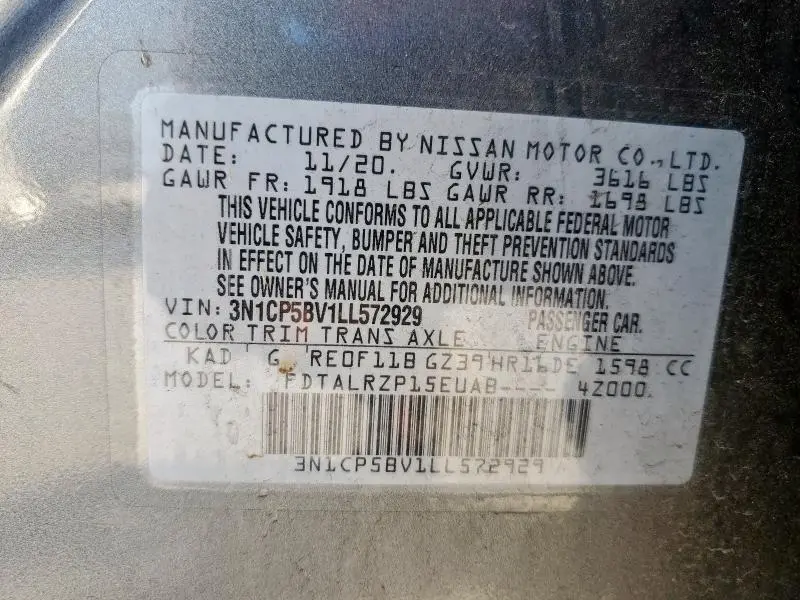 MANUFACTURED BY NISSAN MOTOR CO., LTD.
DATE: 11/20. GVWR: 3616 LBS
GAWR FR: 1918 LBS GAWR RR: 1698 LBS
THIS VEHICLE CONFORMS TO ALL APPLICABLE FEDERAL MOTOR
VEHICLE SAFETY, BUMPER AND THEFT PREVENTION STANDARDS
IN EFFECT ON THE DATE OF MANUFACTURE SHOWN ABOVE.
SEE OWNER'S MANUAL FOR ADDITIONAL INFORMATION.
VIN: 3N1CP5BV1LL572929 PASSENGER CAR.
COLOR TRIM TRANS AXLE ENGINE
KAD G RE0F11B GZ39 HR16DE 1598 CC
MODEL: FDTALRZP15EUAB---- 4Z000
3N1CP5BV1LL572929